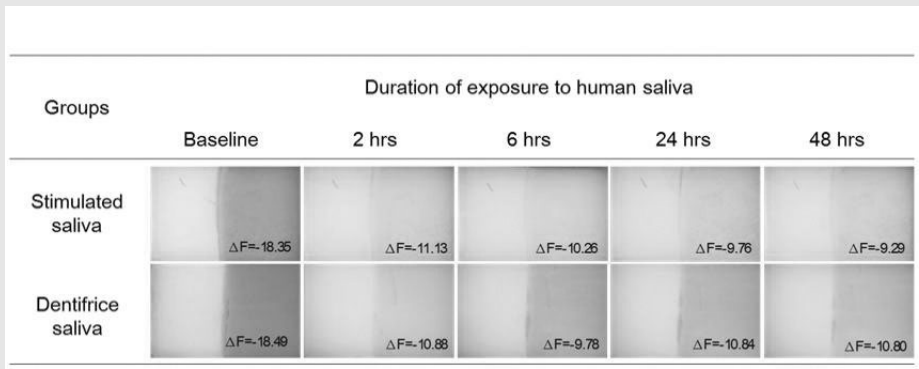 Groups
Duration of exposure to human saliva
Baseline 2 hrs 6 hrs 24 hrs 48 hrs
Stimulated
saliva
ΔF=-18.35 ΔF=-11.13 ΔF=-10.26 ΔF=-9.76 ΔF=-9.29
Dentifrice
saliva
ΔF=-18.49 ΔF=-10.88 ΔF=-9.78 ΔF=-10.84 ΔF=-10.80